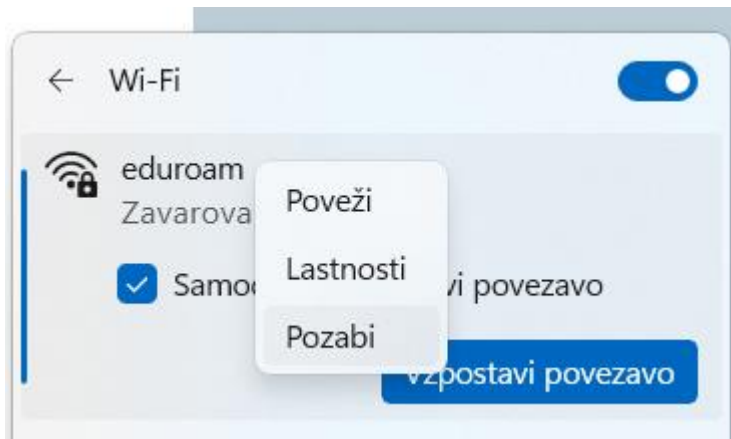 Wi-Fi
eduroam
Zavarova
Poveži
Lastnosti
Samo vi povezavo
Pozabi
Vzpostavi povezavo